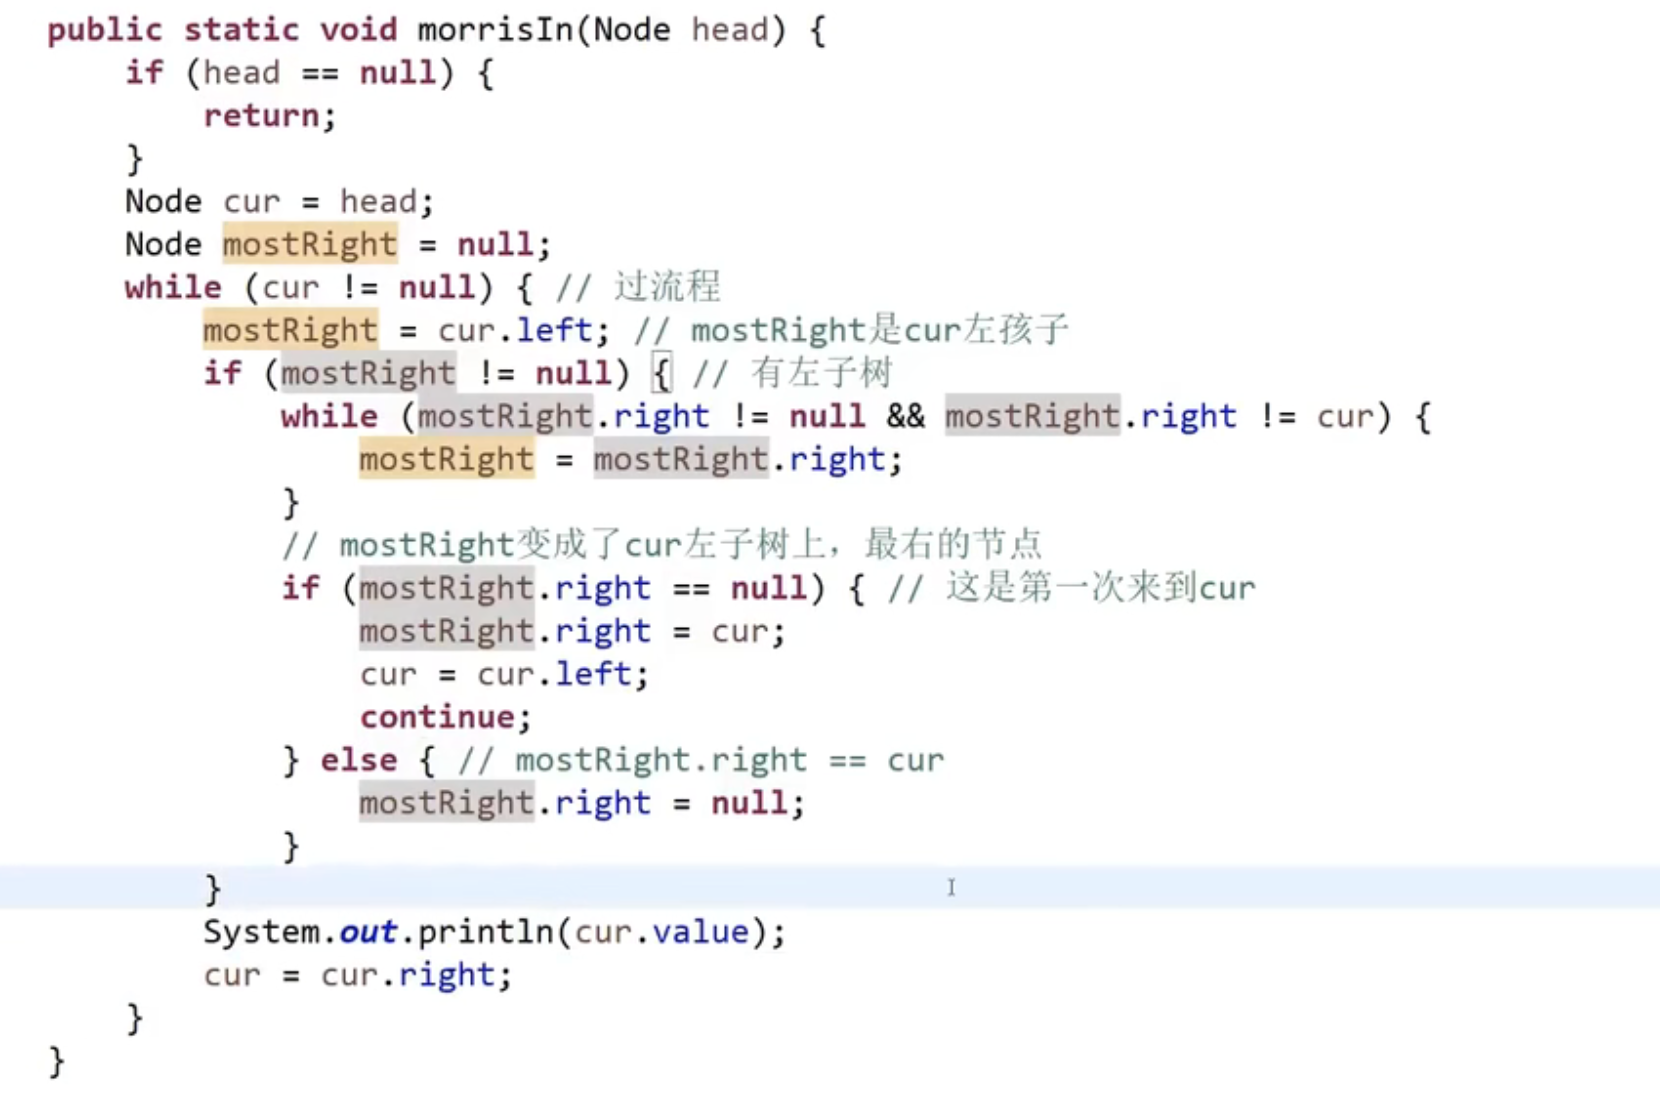 public static void morrisIn(Node head) {
if (head == null) {
return;
}
Node cur = head;
Node mostRight = null;
while (cur != null) { // 过流程
mostRight = cur.left; // mostRight是cur左孩子
if (mostRight != null) { // 有左子树
while (mostRight.right != null && mostRight.right != cur) {
mostRight = mostRight.right;
}
// mostRight变成了cur左子树上，最右的节点
if (mostRight.right == null) { // 这是第一次来到cur
mostRight.right = cur;
cur = cur.left;
continue;
} else { // mostRight.right == cur
mostRight.right = null;
}
}
System.out.println(cur.value);
cur = cur.right;
}
}